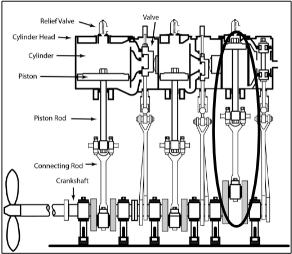 Relief Valve
Valve
Cylinder Head
Cylinder
Piston
Piston Rod
Connecting Rod
Crankshaft